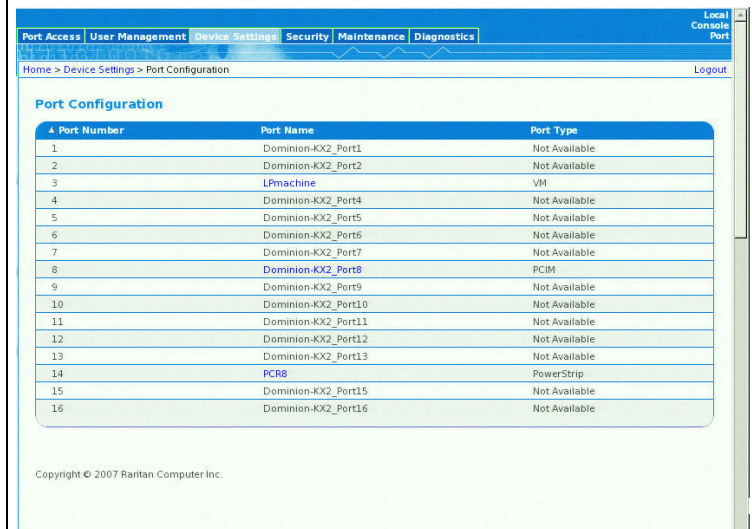 Local
Console
Port
Port Access User Management Device Settings Security Maintenance Diagnostics
Home > Device Settings > Port Configuration Logout
Port Configuration
▲ Port Number Port Name Port Type
1 Dominion-KX2_Port1 Not Available
2 Dominion-KX2_Port2 Not Available
3 LPmachine VM
4 Dominion-KX2_Port4 Not Available
5 Dominion-KX2_Port5 Not Available
6 Dominion-KX2_Port6 Not Available
7 Dominion-KX2_Port7 Not Available
8 Dominion-KX2_Port8 PCIM
9 Dominion-KX2_Port9 Not Available
10 Dominion-KX2_Port10 Not Available
11 Dominion-KX2_Port11 Not Available
12 Dominion-KX2_Port12 Not Available
13 Dominion-KX2_Port13 Not Available
14 PCR8 PowerStrip
15 Dominion-KX2_Port15 Not Available
16 Dominion-KX2_Port16 Not Available
Copyright © 2007 Raritan Computer Inc.